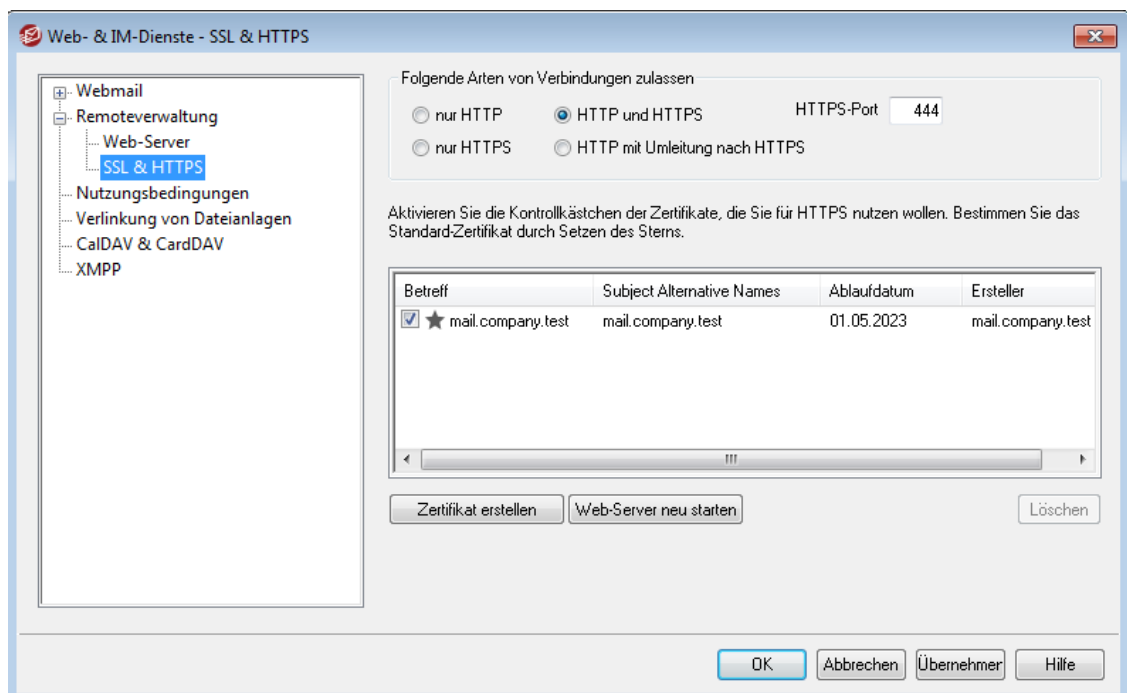 Web- & IM-Dienste - SSL & HTTPS
Webmail
Remoteverwaltung
Web-Server
SSL & HTTPS
Nutzungsbedingungen
Verlinkung von Dateianlagen
CalDAV & CardDAV
XMPP
Folgende Arten von Verbindungen zulassen
nur HTTP HTTP und HTTPS HTTPS-Port 444
nur HTTPS HTTP mit Umleitung nach HTTPS
Aktivieren Sie die Kontrollkästchen der Zertifikate, die Sie für HTTPS nutzen wollen. Bestimmen Sie das
Standard-Zertifikat durch Setzen des Sterns.
Betreff Subject Alternative Names Ablaufdatum Ersteller
mail.company.test mail.company.test 01.05.2023 mail.company.test
Zertifikat erstellen Web-Server neu starten Löschen
OK Abbrechen Übernehmer Hilfe